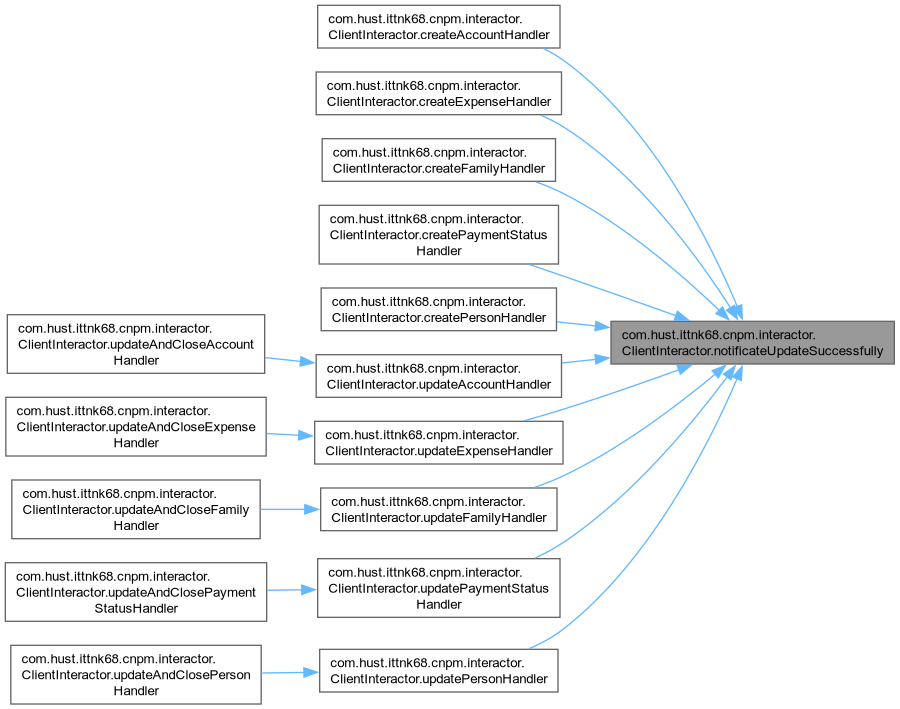 com.hust.ittnk68.cnpm.interactor.
ClientInteractor.createAccountHandler
com.hust.ittnk68.cnpm.interactor.
ClientInteractor.createExpenseHandler
com.hust.ittnk68.cnpm.interactor.
ClientInteractor.createFamilyHandler
com.hust.ittnk68.cnpm.interactor.
ClientInteractor.createPaymentStatus
Handler
com.hust.ittnk68.cnpm.interactor.
ClientInteractor.createPersonHandler
com.hust.ittnk68.cnpm.interactor.
ClientInteractor.notificateUpdateSuccessfully
com.hust.ittnk68.cnpm.interactor.
ClientInteractor.updateAndCloseAccount
Handler
com.hust.ittnk68.cnpm.interactor.
ClientInteractor.updateAccountHandler
com.hust.ittnk68.cnpm.interactor.
ClientInteractor.updateAndCloseExpense
Handler
com.hust.ittnk68.cnpm.interactor.
ClientInteractor.updateExpenseHandler
com.hust.ittnk68.cnpm.interactor.
ClientInteractor.updateAndCloseFamily
Handler
com.hust.ittnk68.cnpm.interactor.
ClientInteractor.updateFamilyHandler
com.hust.ittnk68.cnpm.interactor.
ClientInteractor.updateAndClosePayment
StatusHandler
com.hust.ittnk68.cnpm.interactor.
ClientInteractor.updatePaymentStatus
Handler
com.hust.ittnk68.cnpm.interactor.
ClientInteractor.updateAndClosePerson
Handler
com.hust.ittnk68.cnpm.interactor.
ClientInteractor.updatePersonHandler